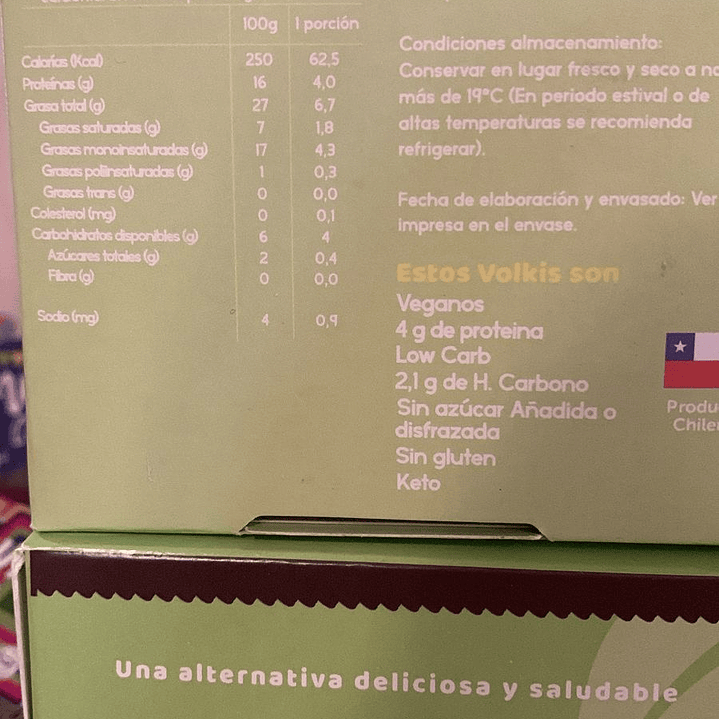 100g 1 porción
Calorías (Kcal) 250 62,5
Proteínas (g) 16 4,0
Grasa total (g) 27 6,7
Grasas saturadas (g) 7 1,8
Grasas monoinsaturadas (g) 17 4,3
Grasas poliinsaturadas (g) 1 0,3
Grasas trans (g) 0 0,0
Colesterol (mg) 0 0,1
Carbohidratos disponibles (g) 6 4
Azúcares totales (g) 2 0,4
Fibra (g) 0 0,0
Sodio (mg) 4 0,9
Condiciones almacenamiento:
Conservar en lugar fresco y seco a no
más de 19°C (En periodo estival o de
altas temperaturas se recomienda
refrigerar).
Fecha de elaboración y envasado: Ver
impresa en el envase.
Estos Volkis son
Veganos
4 g de proteina
Low Carb
2,1 g de H. Carbono
Sin azúcar Añadida o
disfrazada
Sin gluten
Keto
Produ
Chile
Una alternativa deliciosa y saludable